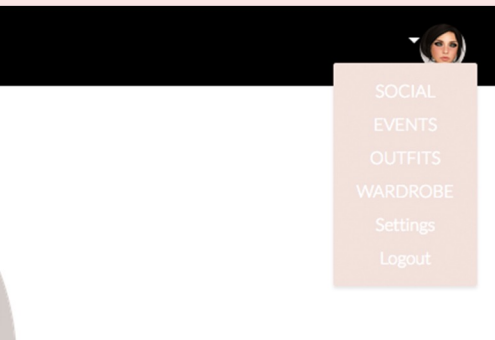 SOCIAL
EVENTS
OUTFITS
WARDROBE
Settings
Logout